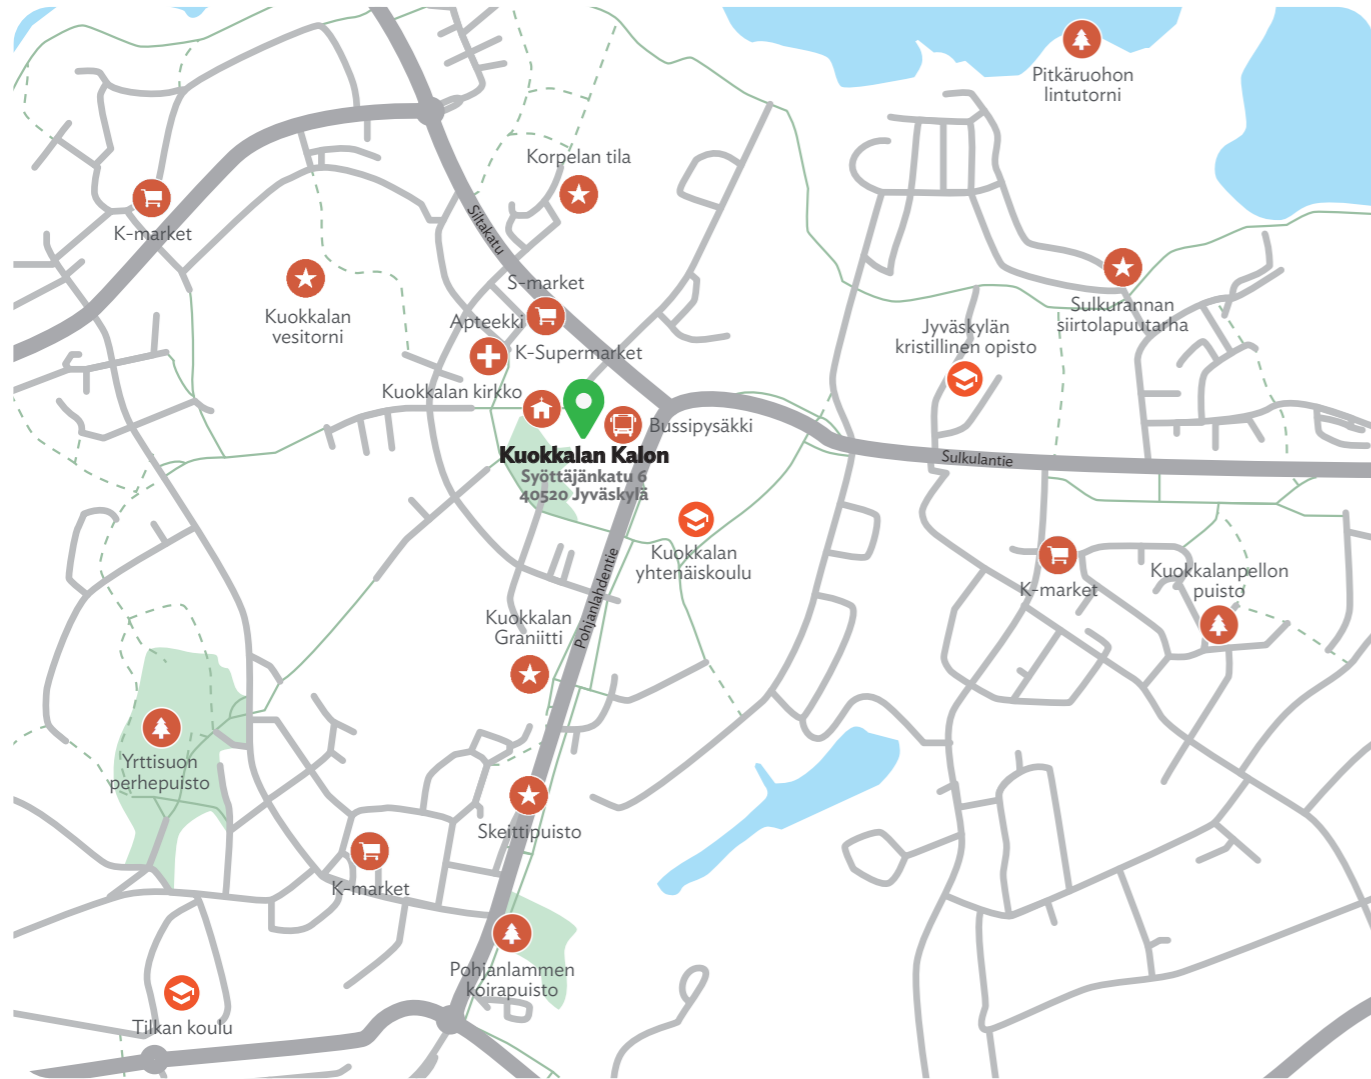 Pitkäruohon
lintutorni
Korpelan tila
K-market
Siltakatu
S-market
Kuokkalan
vesitorni
Apteekki
K-Supermarket
Sulkurannan
siirtolapuutarha
Jyväskylän
kristillinen opisto
Kuokkalan kirkko
Bussipysäkki
Kuokkalan Kalon
Syöttäjänkatu 6
40520 Jyväskylä
Sulkulantie
Kuokkalan
yhtenäiskoulu
Pohjanlahdentie
K-market
Kuokkalanpellon
puisto
Kuokkalan
Graniitti
Yrttisuon
perhepuisto
Skeittipuisto
K-market
Pohjanlammen
koirapuisto
Tilkan koulu